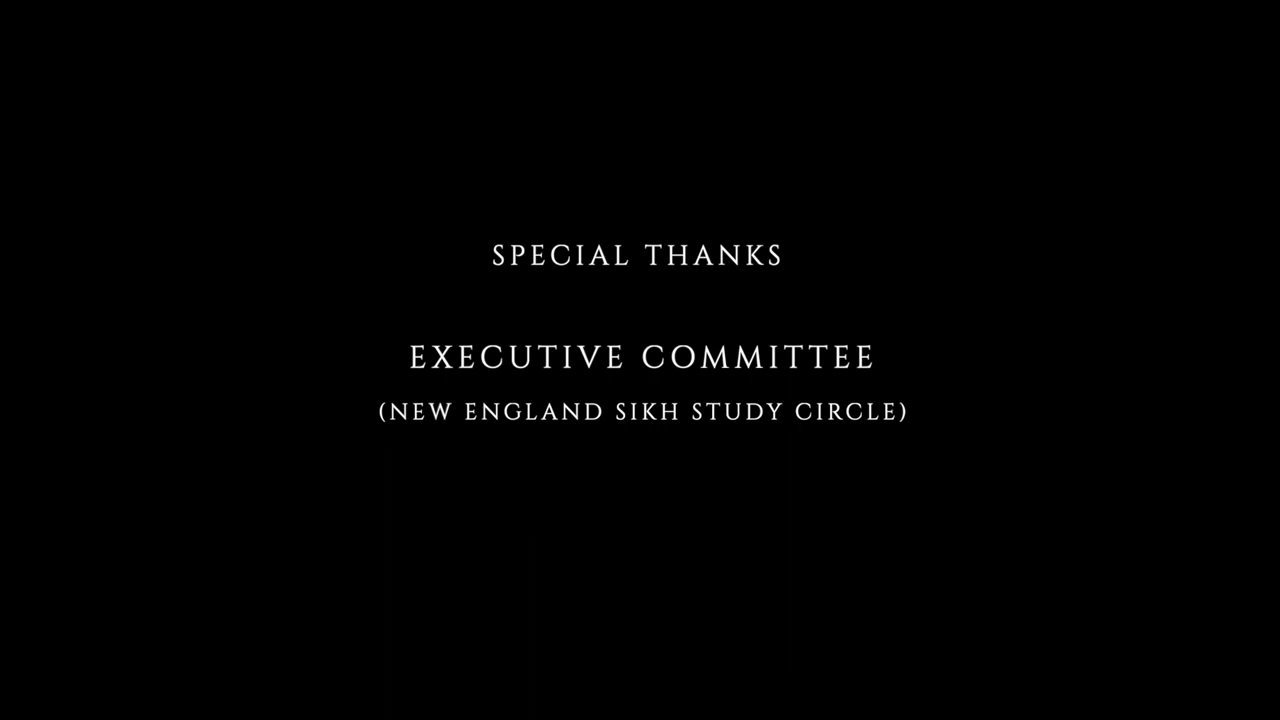 SPECIAL THANKS
EXECUTIVE COMMITTEE
(NEW ENGLAND SIKH STUDY CIRCLE)